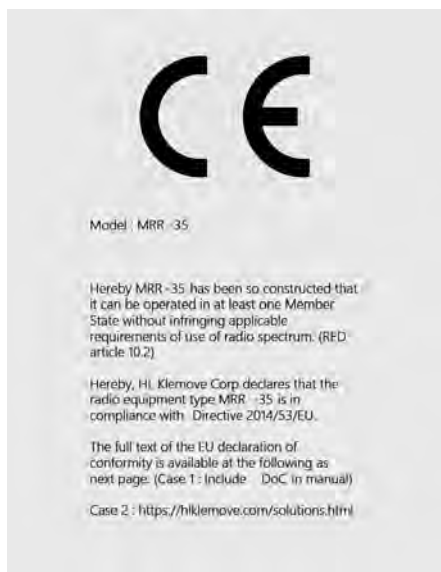 CE
Model : MRR -35
Hereby MRR-35 has been so constructed that
it can be operated in at least one Member
State without infringing applicable
requirements of use of radio spectrum. (RED
article 10.2)
Hereby, HL Klemove Corp declares that the
radio equipment type MRR -35 is in
compliance with Directive 2014/53/EU.
The full text of the EU declaration of
conformity is available at the following as
next page: (Case 1 : Include DoC in manual)
Case 2 : https://hlklemove.com/solutions.html